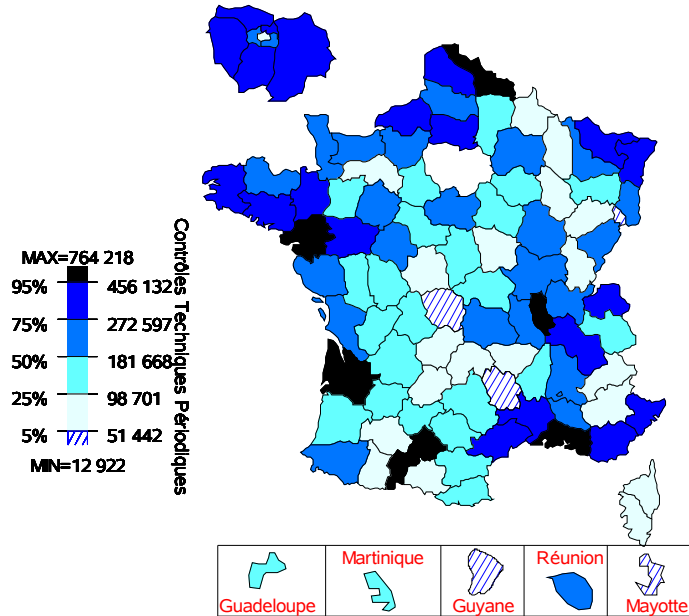 MAX=764 218
95% 456 132
75% 272 597
50% 181 668
25% 98 701
5% 51 442
MIN=12 922
Contrôles Techniques Périodiques
Guadeloupe
Martinique
Guyane
Réunion
Mayotte